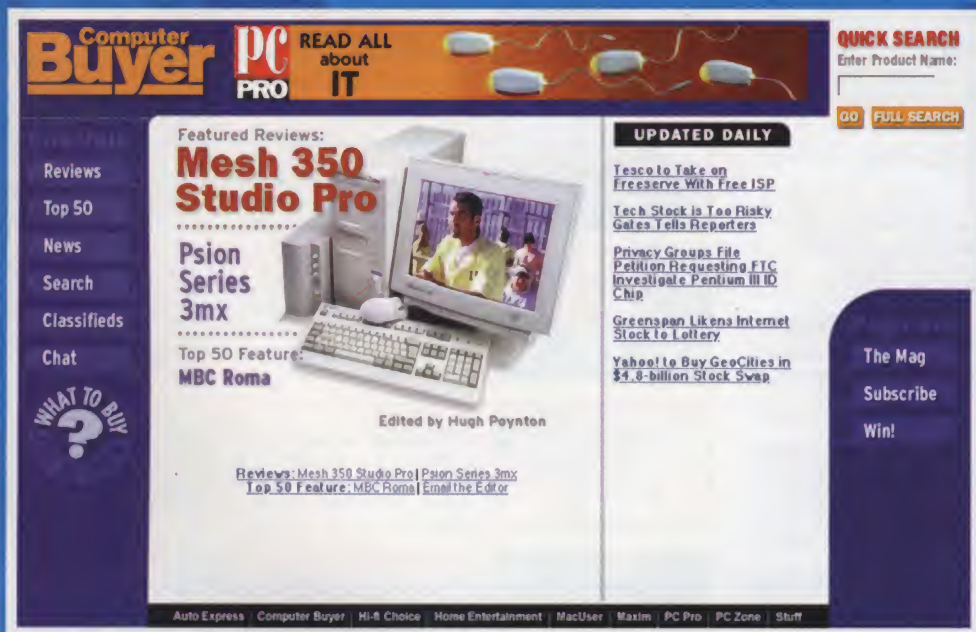 Computer
Buyer
PC
PRO
READ ALL
about
IT
QUICK SEARCH
Enter Product Name:
GO FULL SEARCH
Reviews
Top 50
News
Search
Classifieds
Chat
WHAT TO BUY
?
Featured Reviews:
Mesh 350
Studio Pro
Psion
Series
3mx
Top 50 Feature:
MBC Roma
Edited by Hugh Poynton
Reviews: Mesh 350 Studio Pro | Psion Series 3mx
Top 50 Feature: MBC Roma | Email the Editor
UPDATED DAILY
Tesco to Take on
Freeserve With Free ISP
Tech Stock is Too Risky
Gates Tells Reporters
Privacy Groups File
Petition Requesting FTC
Investigate Pentium III ID
Chip
Greenspan Likens Internet
Stock to Lottery
Yahoo! to Buy GeoCities in
$4.8-billion Stock Swap
The Mag
Subscribe
Win!
Auto Express Computer Buyer Hi-fi Choice Home Entertainment MacUser Maxim PC Pro PC Zone Stuff